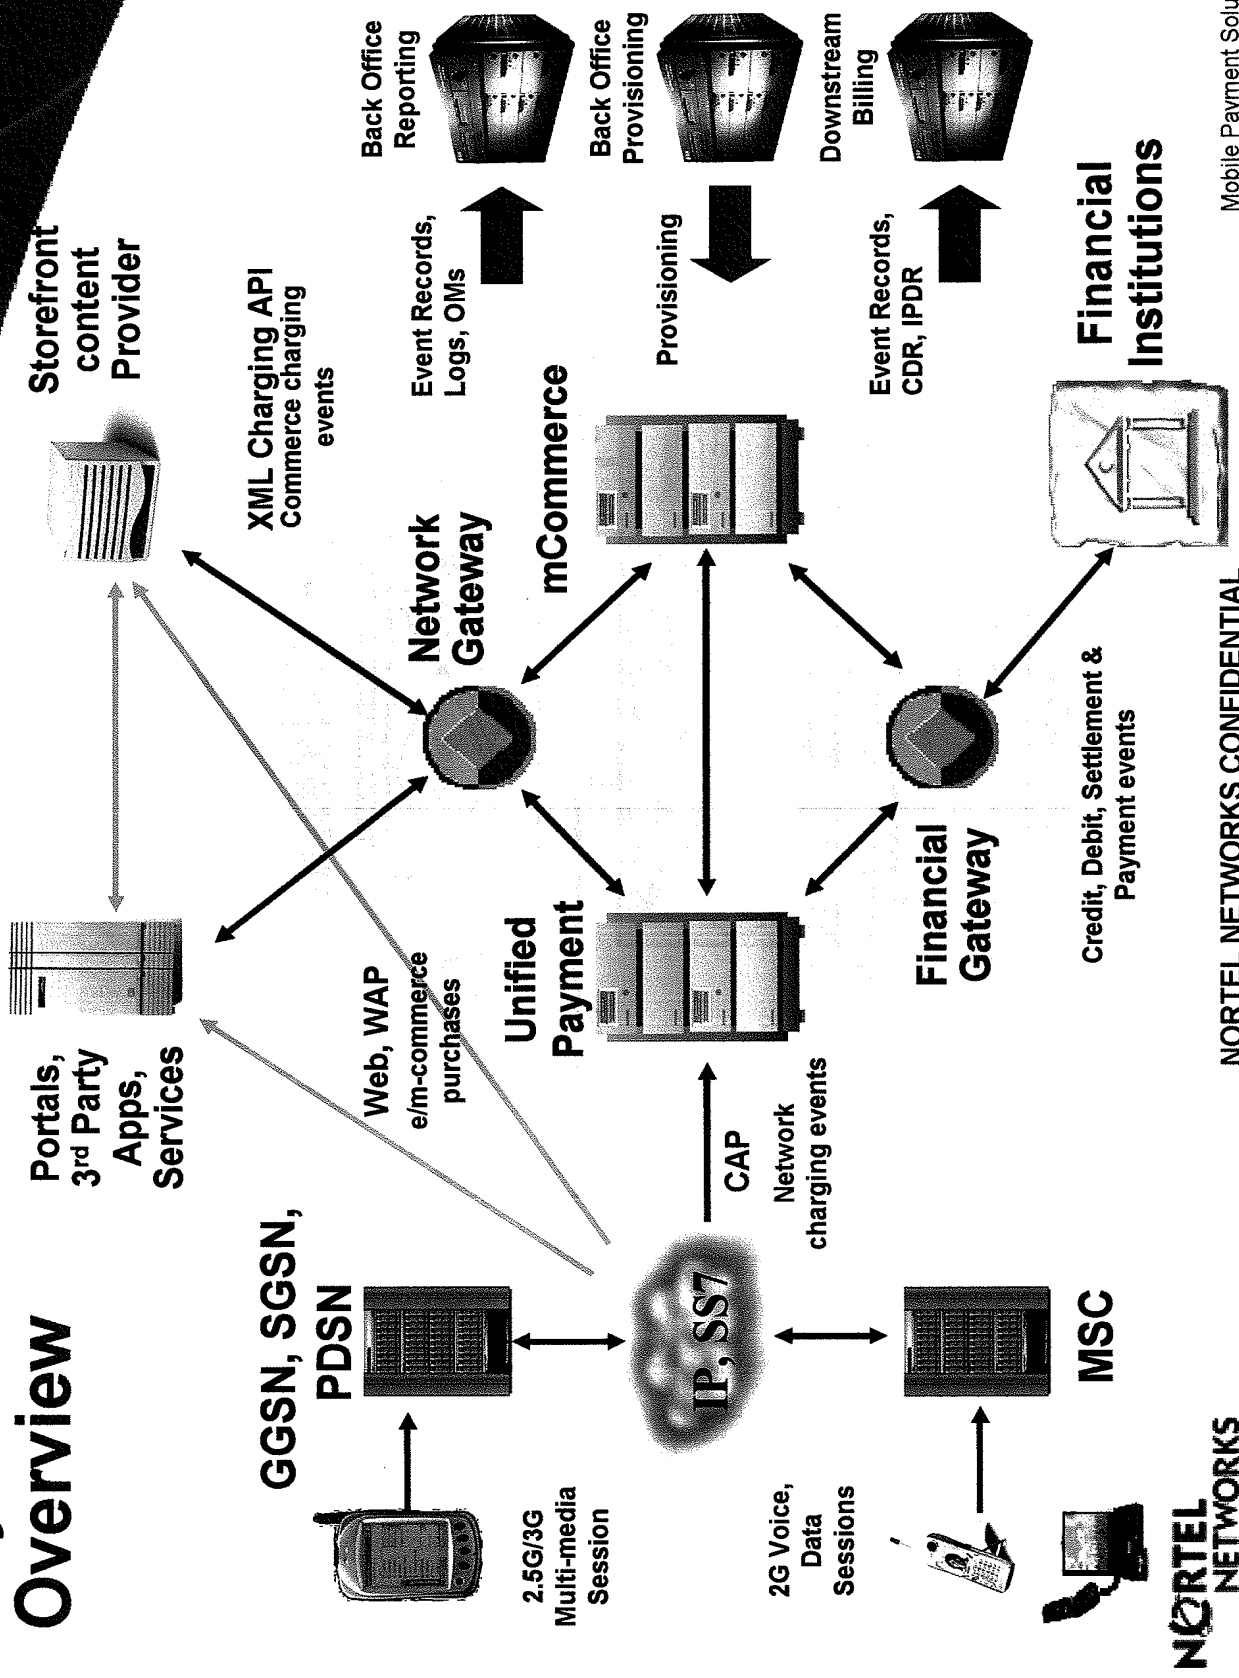 Overview
Portals,
3rd Party
Apps,
Services
Storefront
content
Provider
GGSN, SGSN,
PDSN
Web, WAP
e/m-commerce
purchases
XML Charging API
Commerce charging
events
Network
Gateway
Back Office
Reporting
Event Records,
Logs, OMs
2.5G/3G
Multi-media
Session
IP, SS7
CAP
Network
charging events
Unified
Payment
mCommerce
Provisioning
Back Office
Provisioning
2G Voice,
Data
Sessions
MSC
Financial
Gateway
Event Records,
CDR, IPDR
Downstream
Billing
Credit, Debit, Settlement &
Payment events
Financial
Institutions
NORTEL
NETWORKS
NORTEL NETWORKS CONFIDENTIAL
Mobile Payment